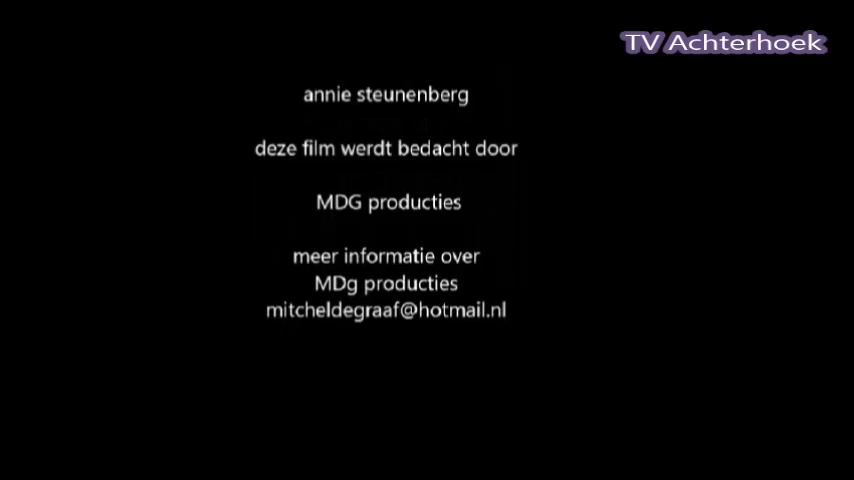 TV Achterhoek
annie steunenberg
deze film werdt bedacht door
MDG producties
meer informatie over
MDg producties
mitcheldegraaf@hotmail.nl